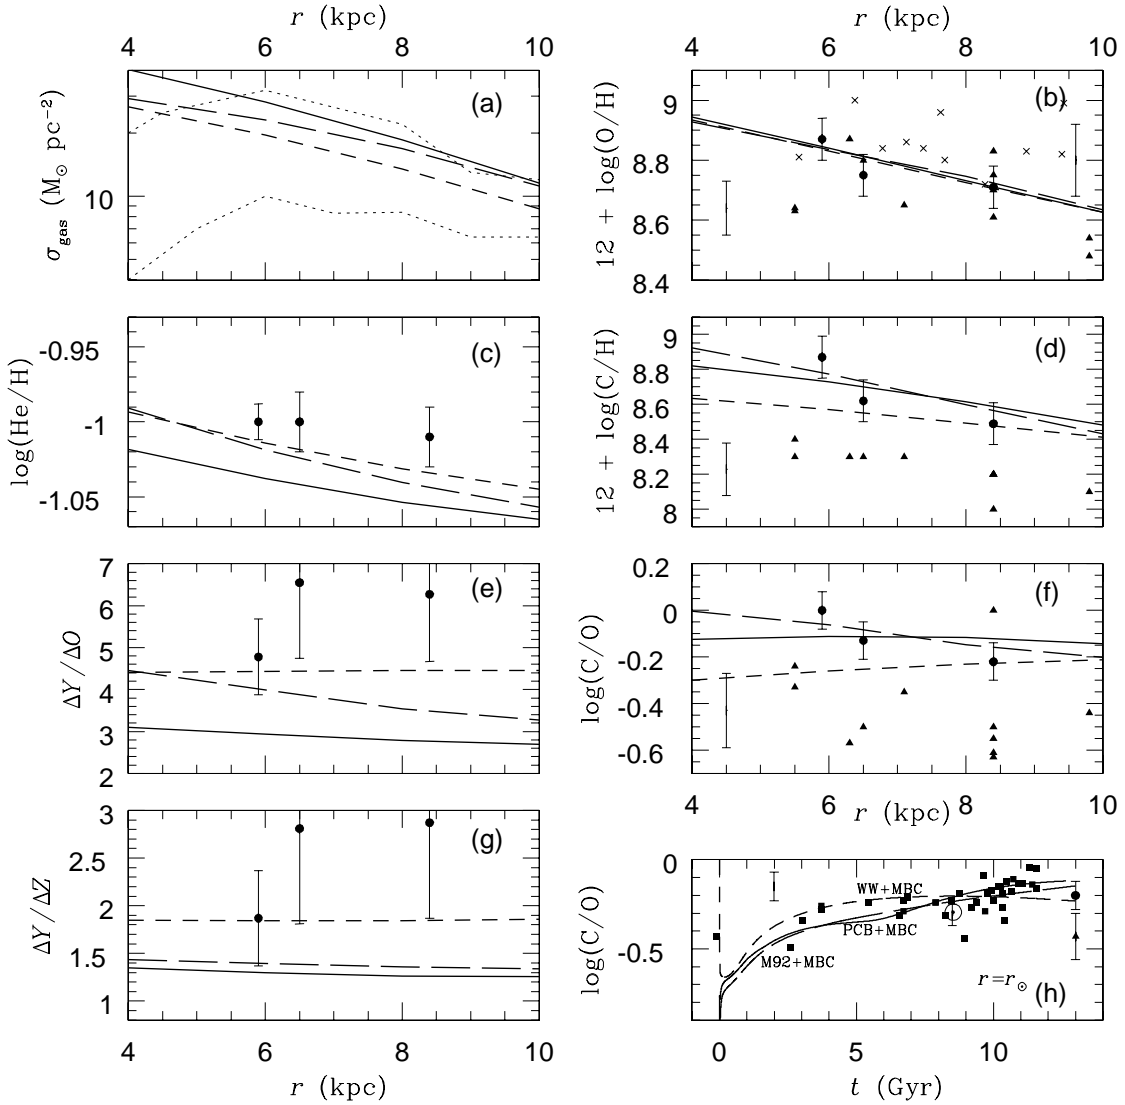 r (kpc)
4 6 8 10
r (kpc)
4 6 8 10
(a)
10
σgas (M⊙ pc⁻²)
(b)
9
8.8
8.6
8.4
12 + log(O/H)
(c)
-0.95
-1
-1.05
log(He/H)
(d)
9
8.8
8.6
8.4
8.2
8
12 + log(C/H)
(e)
7
6
5
4
3
2
ΔY/ΔO
(f)
0.2
0
-0.2
-0.4
-0.6
log(C/O)
4 6 8 10
r (kpc)
(g)
3
2.5
2
1.5
1
ΔY/ΔZ
4 6 8 10
r (kpc)
0
-0.5
log(C/O)
WW+MBC
PCB+MBC
M92+MBC
r=r⊙ (h)
0 5 10
t (Gyr)